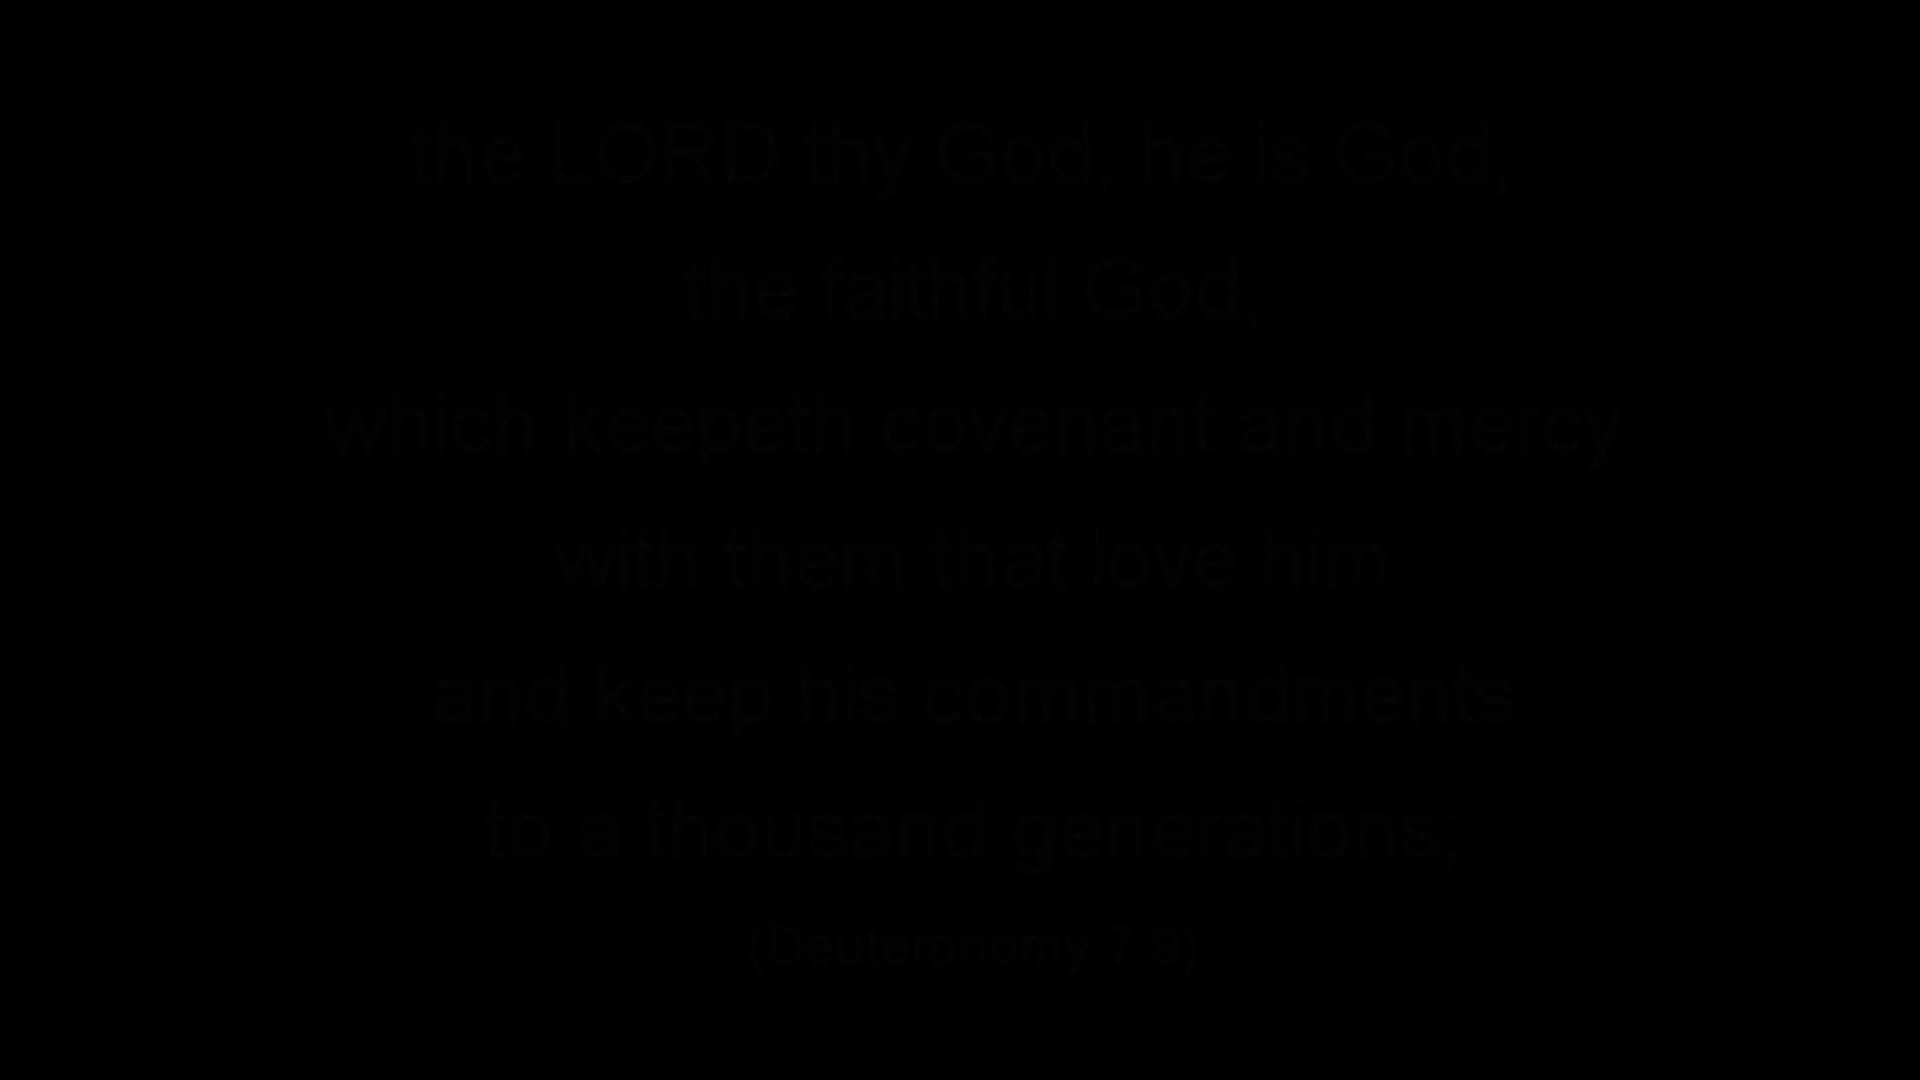 the LORD thy God, he is God,
the faithful God,
which keepeth covenant and mercy
with them that love him
and keep his commandments
to a thousand generations;
(Deuteronomy 7:9)